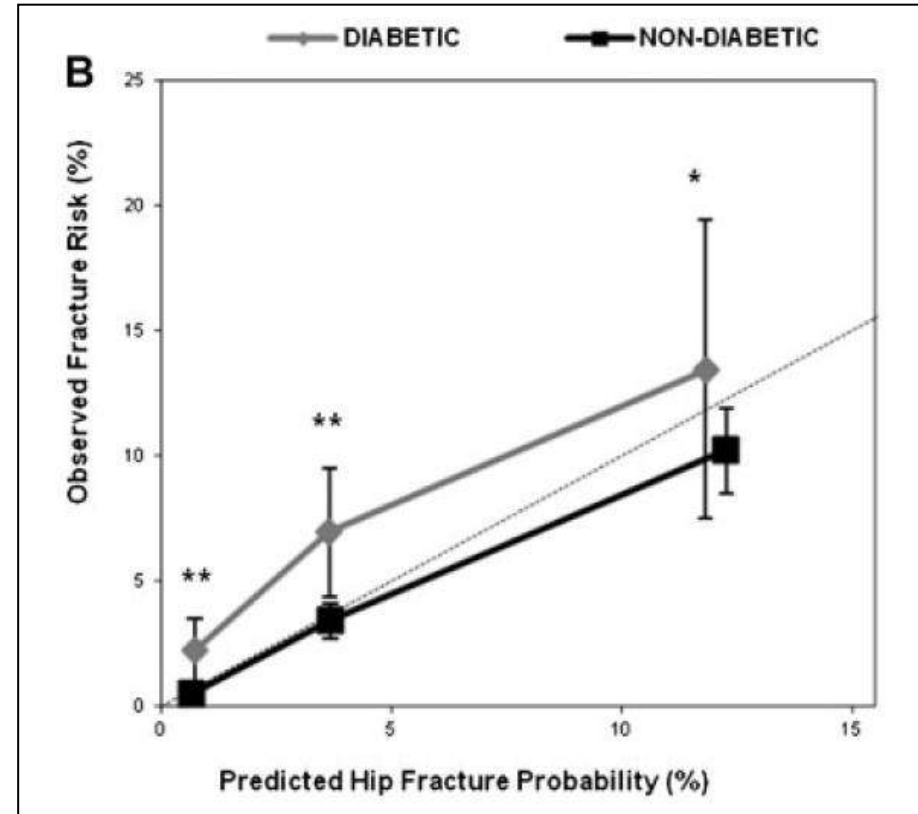 DIABETIC NON-DIABETIC
B
25
20
15
10
5
0
Observed Fracture Risk (%)
**
**
*
0 5 10 15
Predicted Hip Fracture Probability (%)